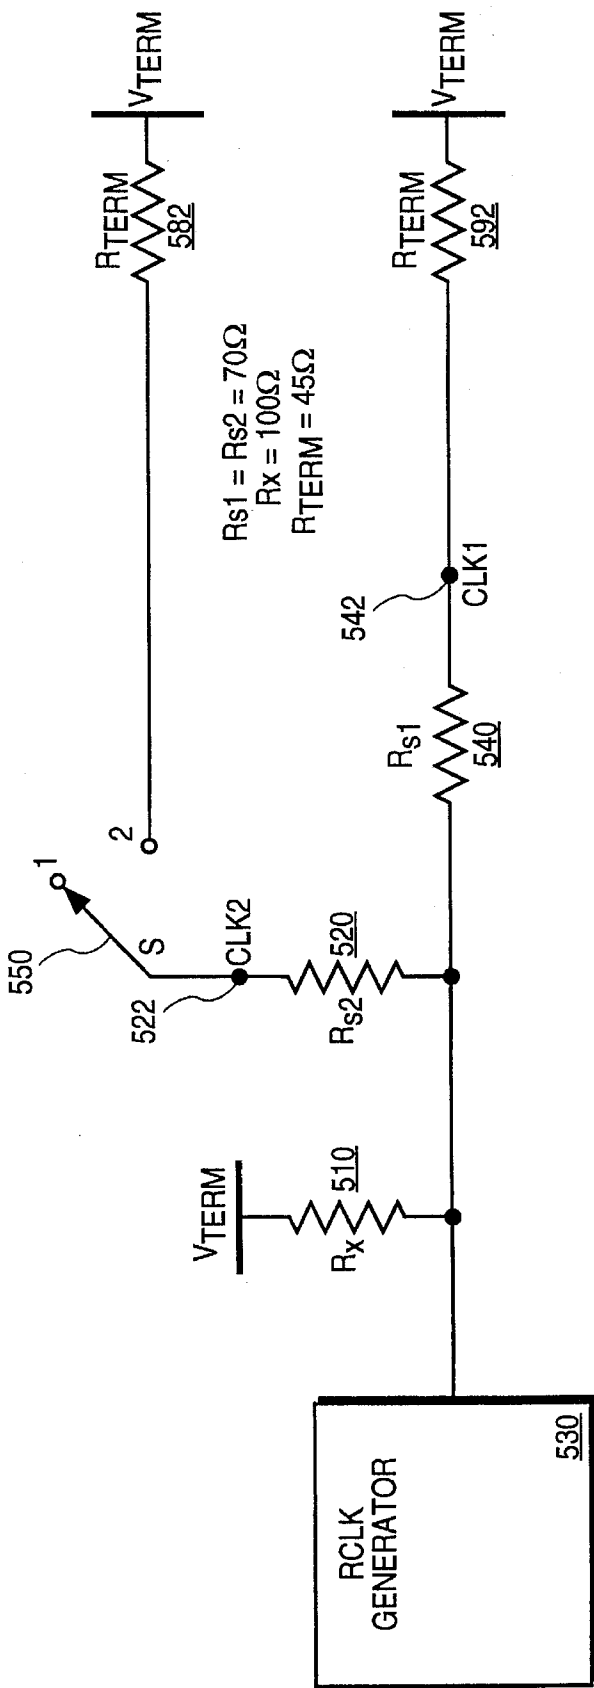 RCLK
GENERATOR
530
VTERM
Rx
510
550
S
1
2
522
CLK2
Rs2
520
Rs1
540
542
CLK1
Rs1 = Rs2 = 70Ω
Rx = 100Ω
RTERM = 45Ω
RTERM
582
VTERM
RTERM
592
VTERM